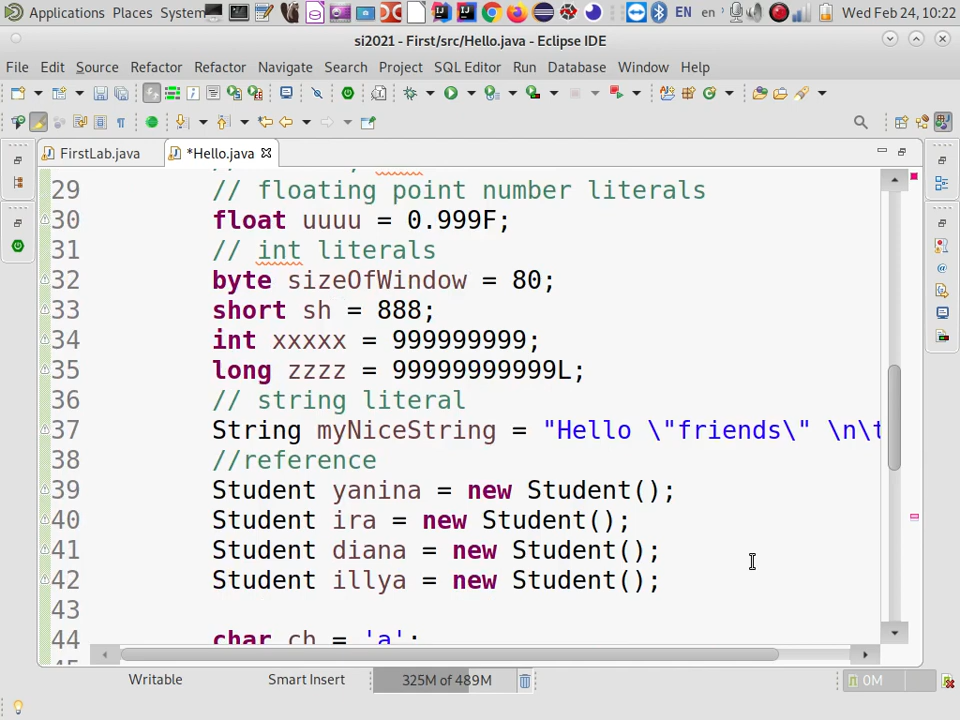 Applications Places System EN en Wed Feb 24, 10:22
si2021 - First/src/Hello.java - Eclipse IDE
File Edit Source Refactor Refactor Navigate Search Project SQL Editor Run Database Window Help
FirstLab.java *Hello.java
29 // floating point number literals
30 float uuuu = 0.999F;
31 // int literals
32 byte sizeOfWindow = 80;
33 short sh = 888;
34 int xxxxx = 999999999;
35 long zzzz = 99999999999L;
36 // string literal
37 String myNiceString = "Hello \"friends\" \n\t
38 //reference
39 Student yanina = new Student();
40 Student ira = new Student();
41 Student diana = new Student();
42 Student illya = new Student();
43
44 char ch = 'a';
Writable Smart Insert 325M of 489M 0M